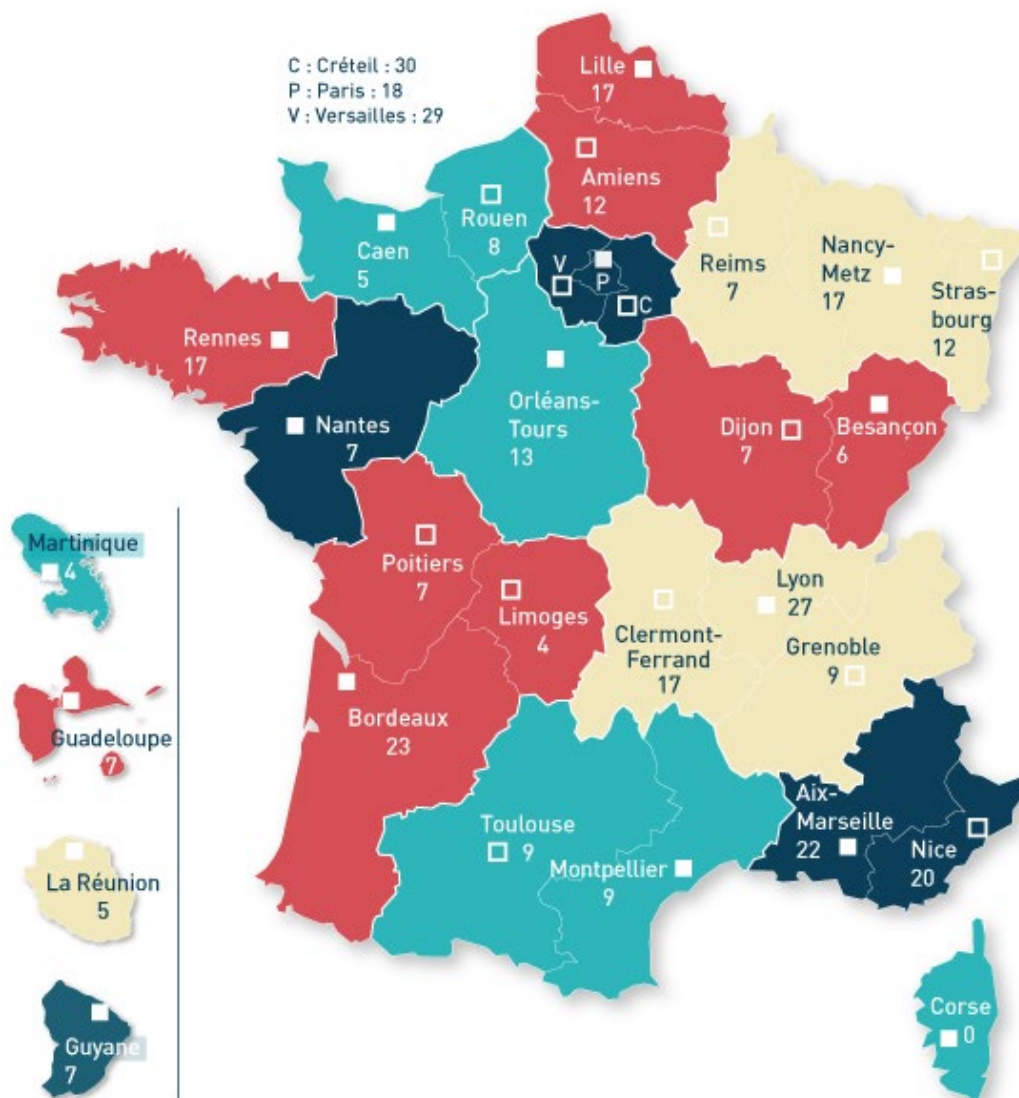 C : Créteil : 30
P : Paris : 18
V : Versailles : 29
Lille
17
Amiens
12
Rouen
8
Caen
5
V
P
C
Reims
7
Nancy-
Metz
17
Stras-
bourg
12
Rennes
17
Nantes
7
Orléans-
Tours
13
Dijon
7
Besançon
6
Poitiers
7
Limoges
4
Clermont-
Ferrand
17
Lyon
27
Grenoble
9
Bordeaux
23
Toulouse
9
Montpellier
9
Aix-
Marseille
22
Nice
20
Corse
0
Martinique
4
Guadeloupe
7
La Réunion
5
Guyane
7